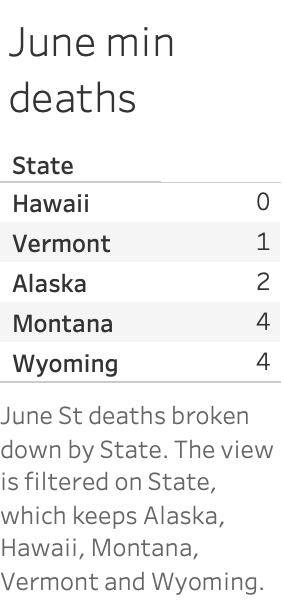 June min
deaths
State
Hawaii 0
Vermont 1
Alaska 2
Montana 4
Wyoming 4
June St deaths broken
down by State. The view
is filtered on State,
which keeps Alaska,
Hawaii, Montana,
Vermont and Wyoming.